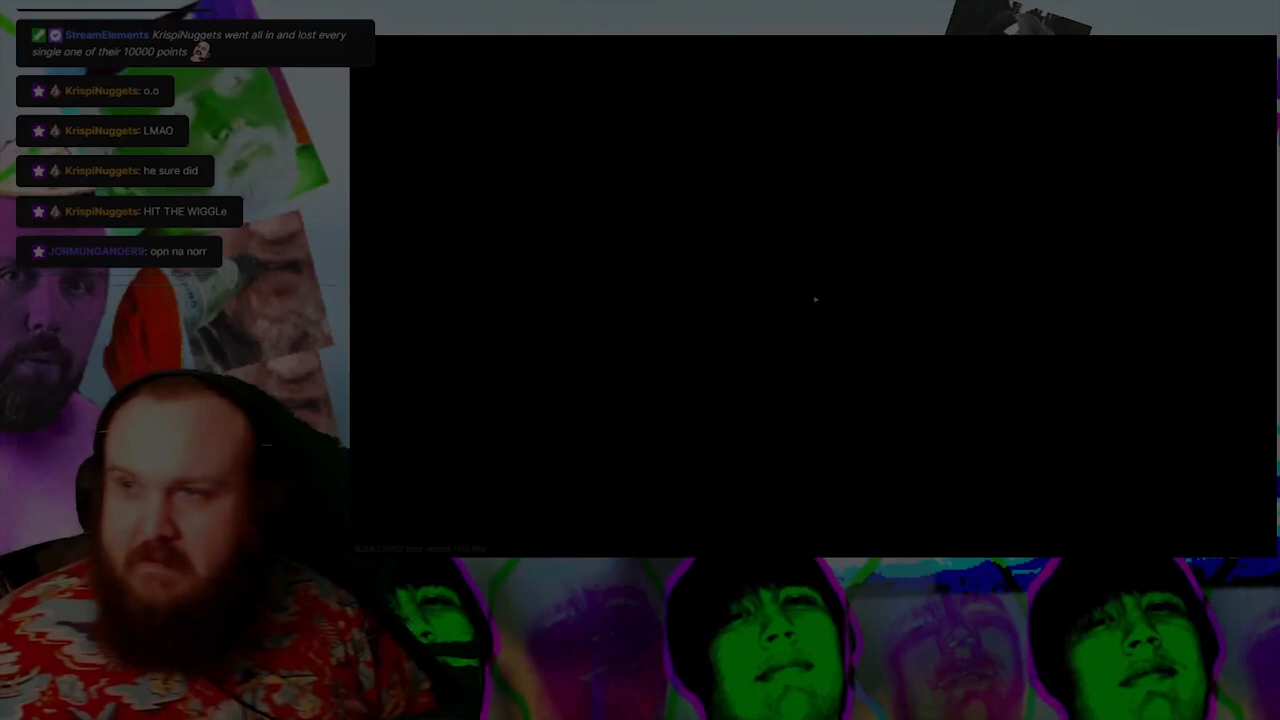 StreamElements KrispiNuggets went all in and lost every
single one of their 10000 points
KrispiNuggets: o.o
KrispiNuggets: LMAO
KrispiNuggets: he sure did
KrispiNuggets: HIT THE WIGGLe
JORMUNGANDER9: opn na norr